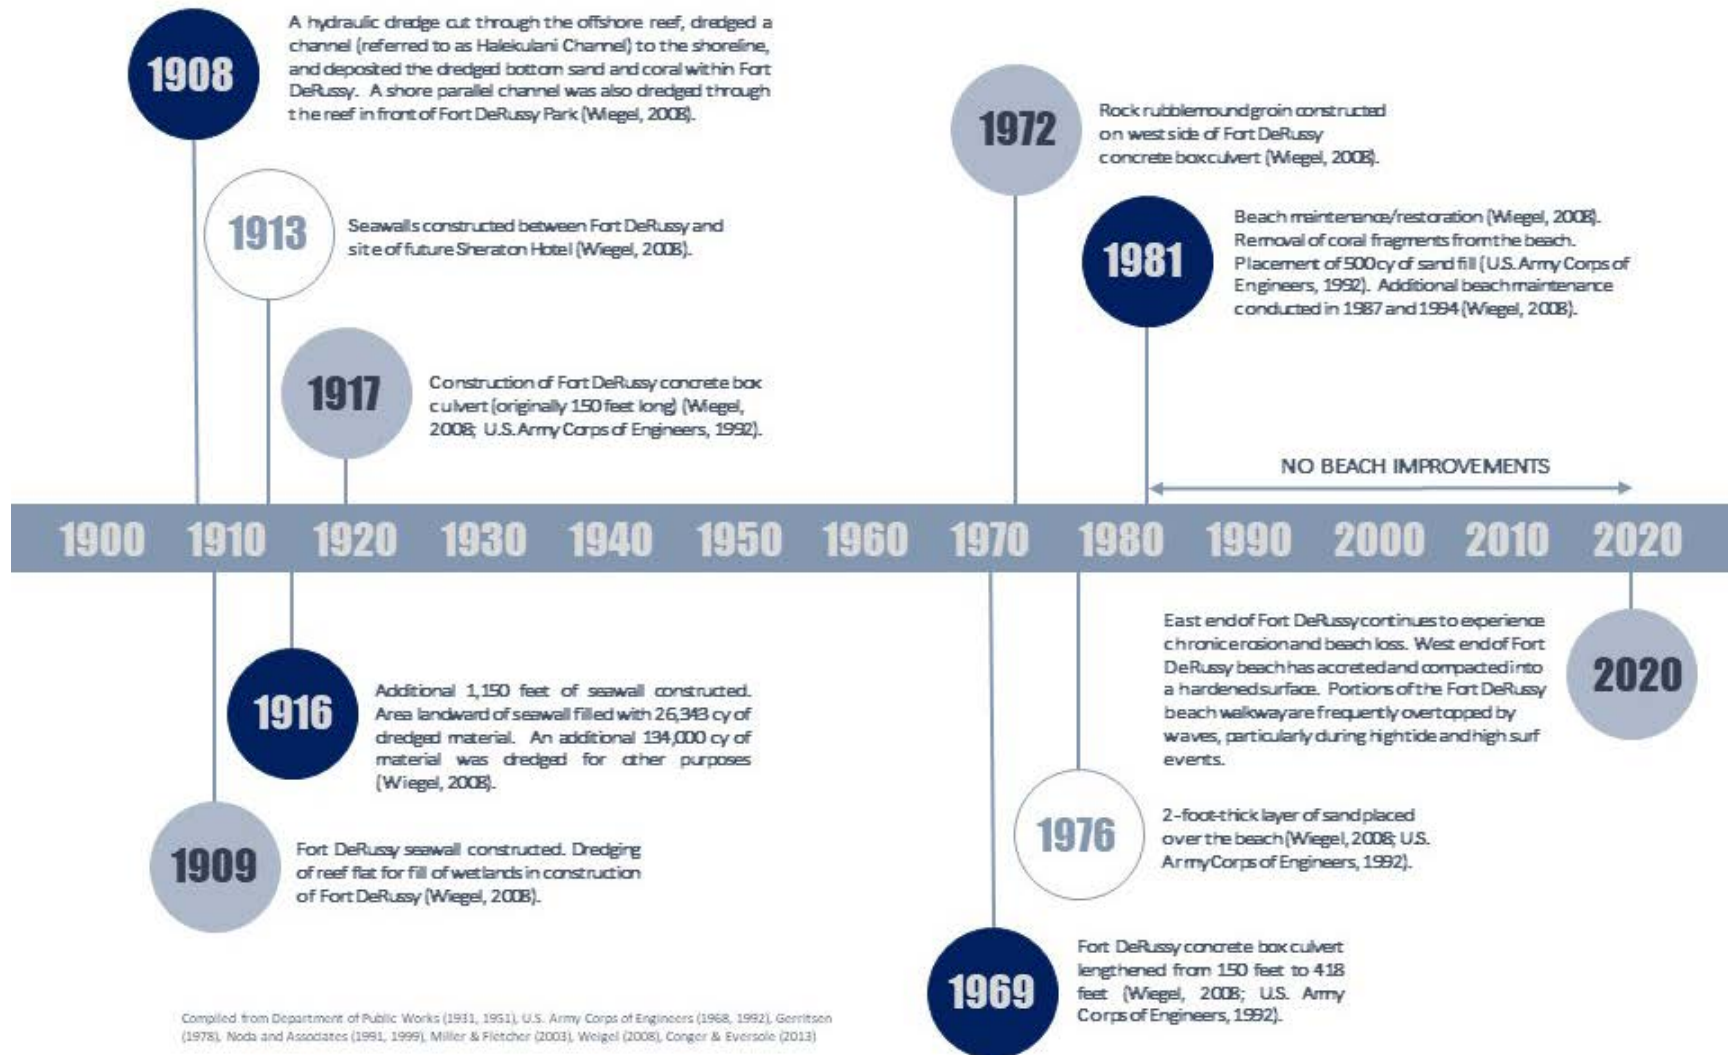 1908
A hydraulic dredge cut through the offshore reef, dredged a
channel (referred to as Halekulani Channel) to the shoreline,
and deposited the dredged bottom sand and coral within Fort
DeRussy. A shore parallel channel was also dredged through
the reef in front of Fort DeRussy Park (Wiegel, 2008).
1913
Seawalls constructed between Fort DeRussy and
site of future Sheraton Hotel (Wiegel, 2008).
1917
Construction of Fort DeRussy concrete box
culvert (originally 150 feet long) (Wiegel,
2008; U.S. Army Corps of Engineers, 1992).
1972
Rock rubblemound groin constructed
on west side of Fort DeRussy
concrete box culvert (Wiegel, 2008).
1981
Beach maintenance/restoration (Wiegel, 2008).
Removal of coral fragments from the beach.
Placement of 500 cy of sand fill (U.S. Army Corps of
Engineers, 1992). Additional beach maintenance
conducted in 1987 and 1994 (Wiegel, 2008).
NO BEACH IMPROVEMENTS
1900 1910 1920 1930 1940 1950 1960 1970 1980 1990 2000 2010 2020
1916
Additional 1,150 feet of seawall constructed.
Area landward of seawall filled with 26,343 cy of
dredged material. An additional 134,000 cy of
material was dredged for other purposes
(Wiegel, 2008).
1909
Fort DeRussy seawall constructed. Dredging
of reef flat for fill of wetlands in construction
of Fort DeRussy (Wiegel, 2008).
East end of Fort DeRussy continues to experience
chronic erosion and beach loss. West end of Fort
DeRussy beach has accreted and compacted into
a hardened surface. Portions of the Fort DeRussy
beach walkway are frequently overtopped by
waves, particularly during high tide and high surf
events.
2020
1976
2-foot-thick layer of sand placed
over the beach (Wiegel, 2008; U.S.
Army Corps of Engineers, 1992).
1969
Fort DeRussy concrete box culvert
lengthened from 150 feet to 418
feet (Wiegel, 2008; U.S. Army
Corps of Engineers, 1992).
Compiled from Department of Public Works (1931, 1951), U.S. Army Corps of Engineers (1968, 1992), Gerritsen
(1978), Noda and Associates (1991, 1999), Miller & Fletcher (2003), Weigel (2008), Conger & Eversole (2013)